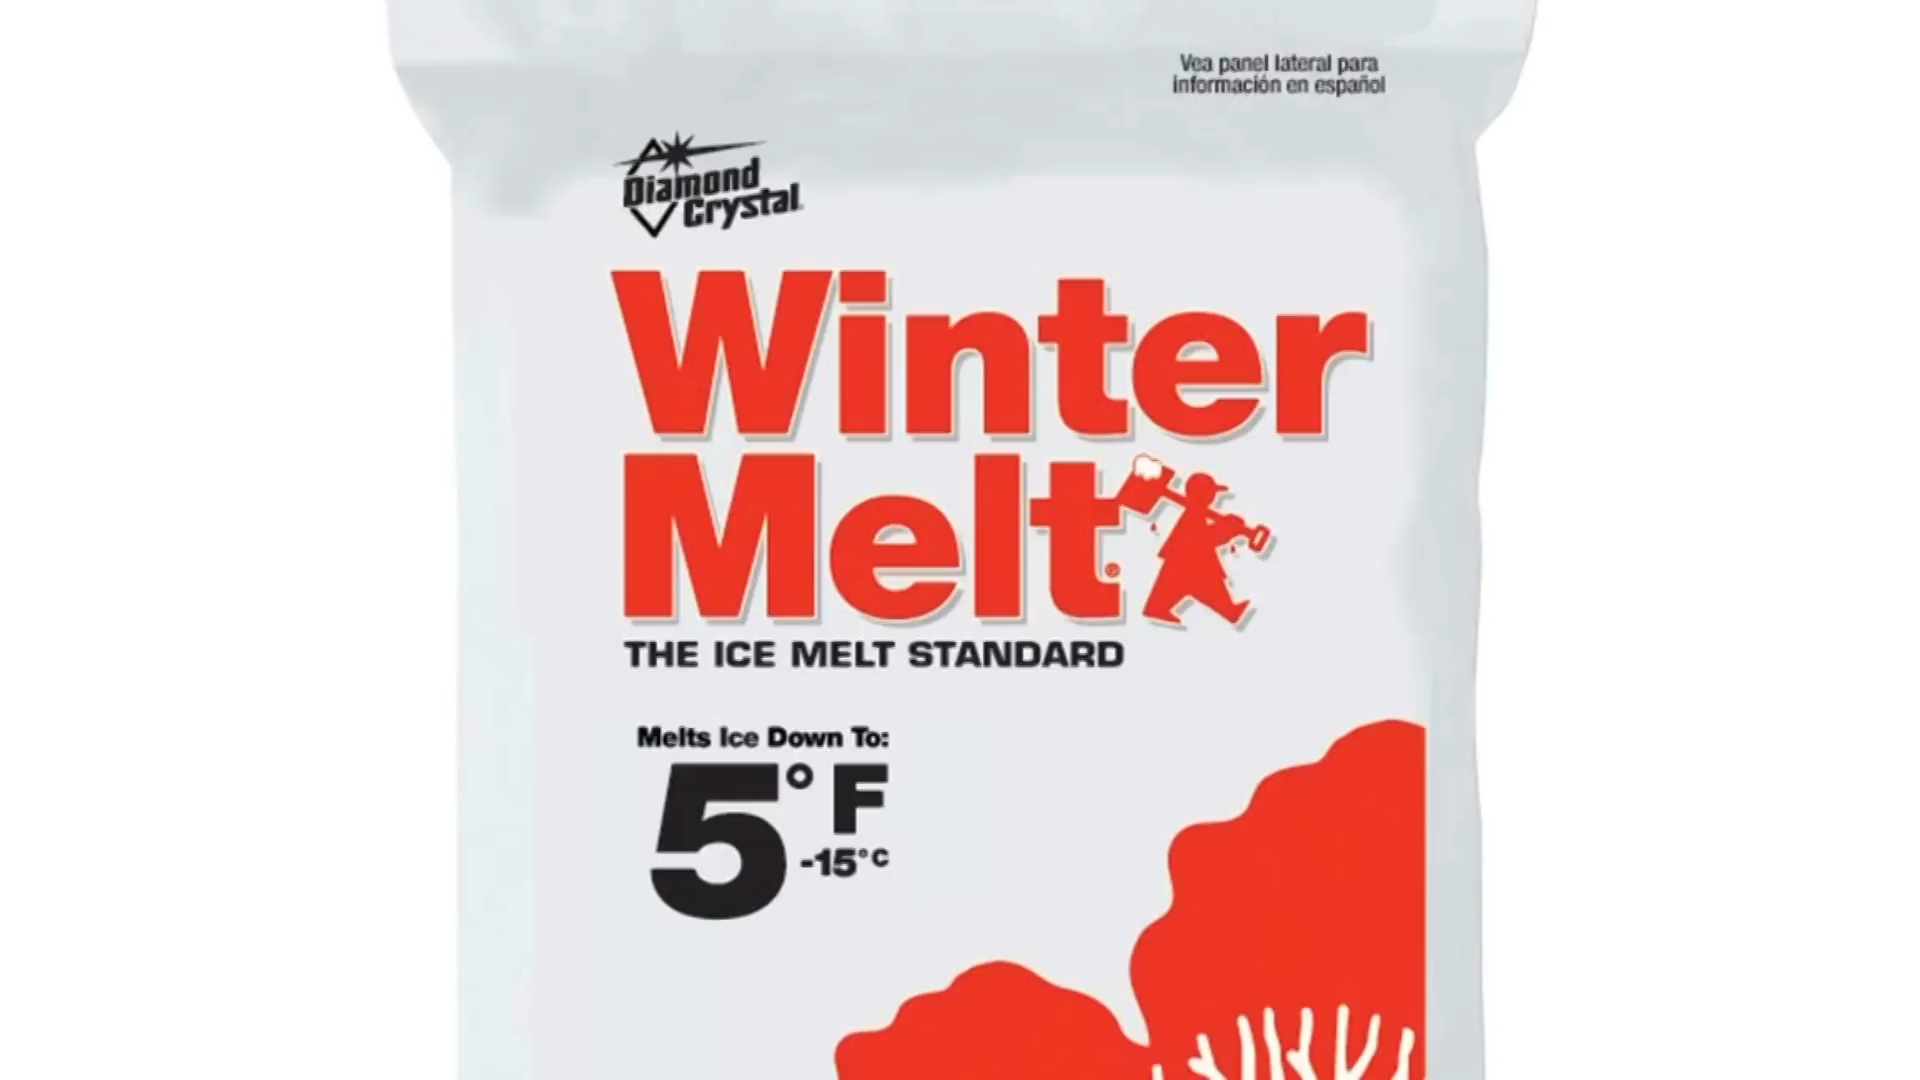 Vea panel lateral para
información en español
Diamond
Crystal
Winter
Melt®
THE ICE MELT STANDARD
Melts Ice Down To:
5°F
-15°C